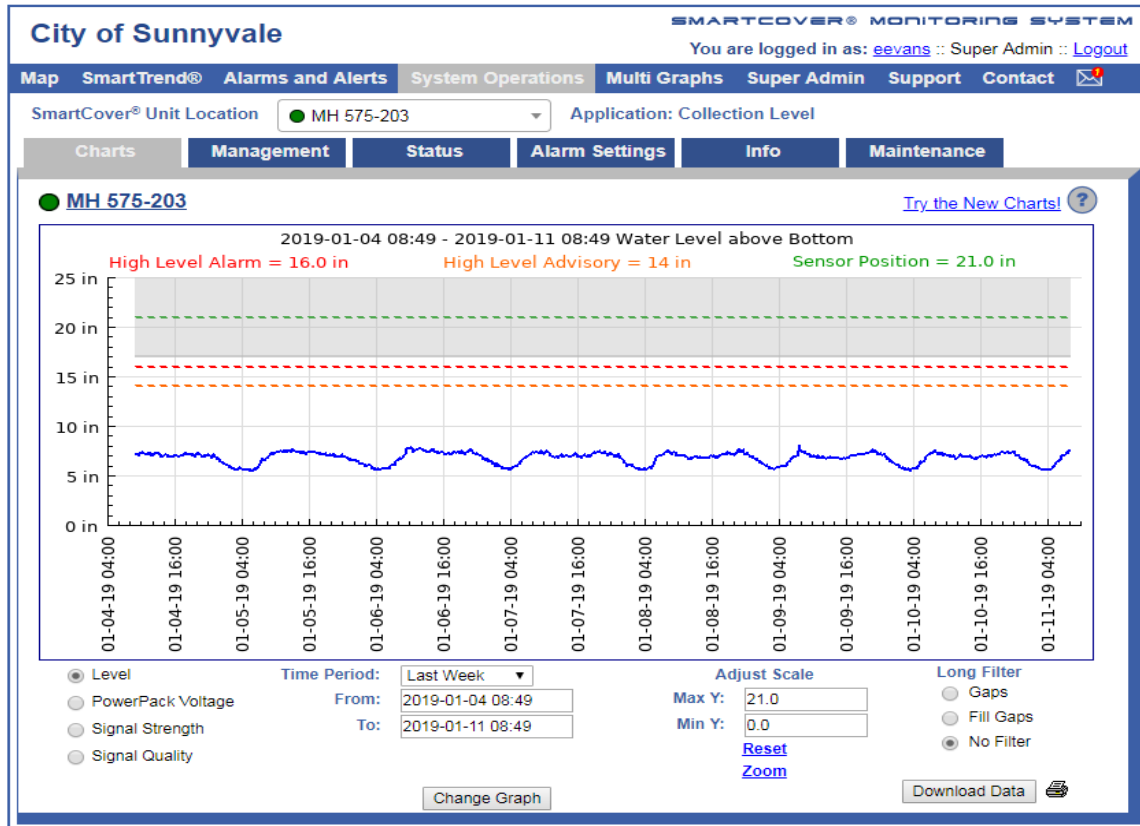 City of Sunnyvale
SMARTCOVER® MONITORING SYSTEM
You are logged in as: eevans :: Super Admin :: Logout
Map SmartTrend® Alarms and Alerts System Operations Multi Graphs Super Admin Support Contact
SmartCover® Unit Location MH 575-203 Application: Collection Level
Charts Management Status Alarm Settings Info Maintenance
MH 575-203 Try the New Charts! ?
2019-01-04 08:49 - 2019-01-11 08:49 Water Level above Bottom
High Level Alarm = 16.0 in High Level Advisory = 14 in Sensor Position = 21.0 in
25 in
20 in
15 in
10 in
5 in
0 in
01-04-19 04:00
01-04-19 16:00
01-05-19 04:00
01-05-19 16:00
01-06-19 04:00
01-06-19 16:00
01-07-19 04:00
01-07-19 16:00
01-08-19 04:00
01-08-19 16:00
01-09-19 04:00
01-09-19 16:00
01-10-19 04:00
01-10-19 16:00
01-11-19 04:00
Level
PowerPack Voltage
Signal Strength
Signal Quality
Time Period: Last Week
From: 2019-01-04 08:49
To: 2019-01-11 08:49
Change Graph
Adjust Scale
Max Y: 21.0
Min Y: 0.0
Reset
Zoom
Long Filter
Gaps
Fill Gaps
No Filter
Download Data